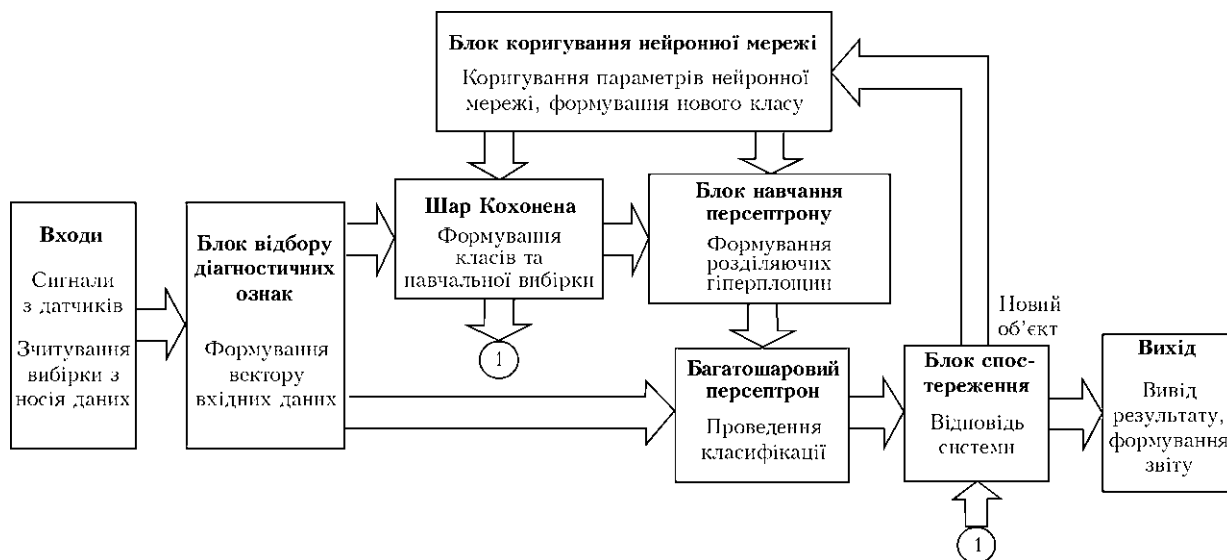 Блок коригування нейронної мережі
Коригування параметрів нейронної
мережі, формування нового класу
Входи
Сигнали
з датчиків
Зчитування
вибірки з
носія даних
Блок відбору
діагностичних
ознак
Формування
вектору
вхідних даних
Шар Кохонена
Формування
класів та
навчальної вибірки
1
Блок навчання
персептрону
Формування
розділяючих
гіперплощин
Багатошаровий
персептрон
Проведення
класифікації
Новий
об’єкт
Блок спос-
тереження
Відповідь
системи
1
Вихід
Вивід
результату,
формування
звіту